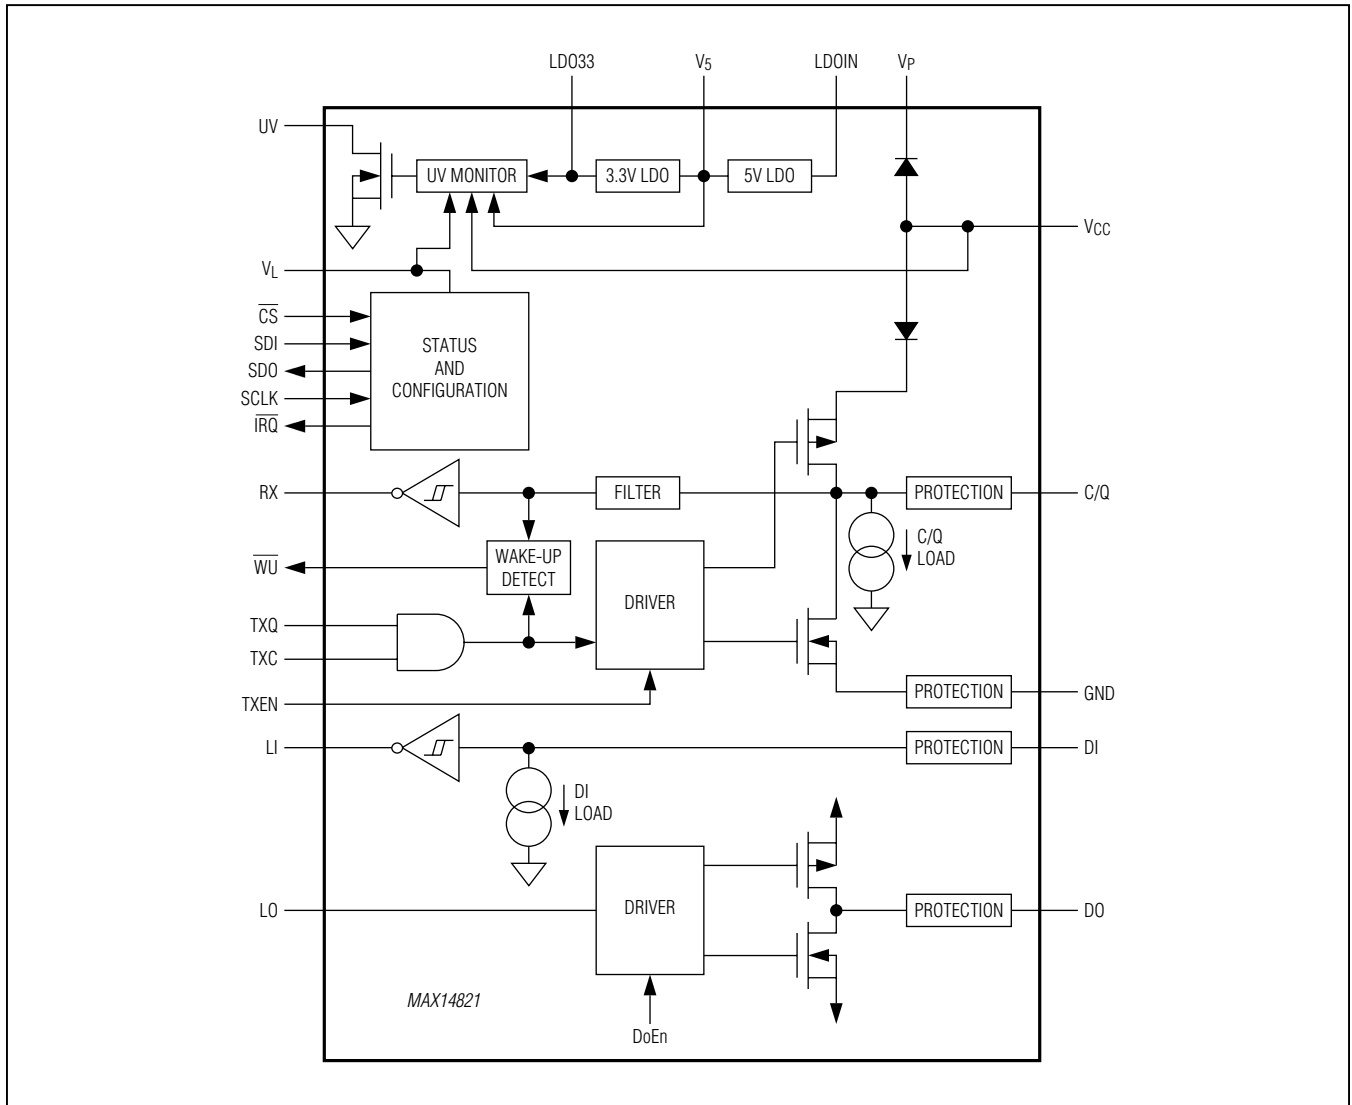 LDO33 V5 LDOIN VP
UV
UV MONITOR 3.3V LDO 5V LDO
VCC
VL
CS
SDI
SDO
SCLK
IRQ
STATUS
AND
CONFIGURATION
RX FILTER PROTECTION C/Q
C/Q
LOAD
WU
WAKE-UP
DETECT
DRIVER
TXQ
TXC
TXEN
PROTECTION GND
LI PROTECTION DI
DI
LOAD
LO DRIVER PROTECTION DO
MAX14821
DoEn